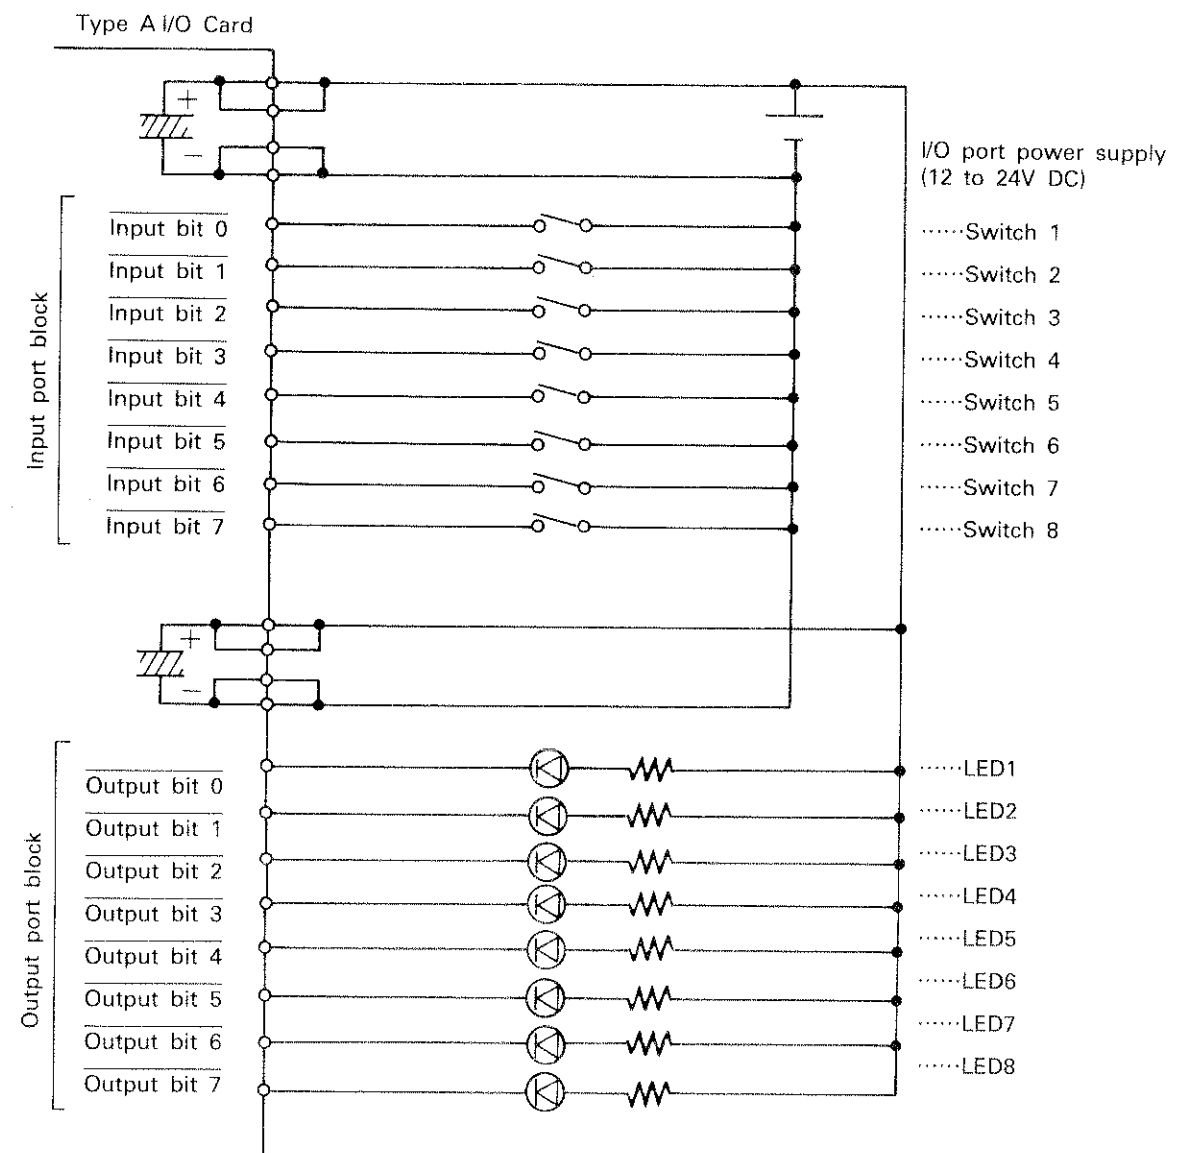 Type A I/O Card
+
−
I/O port power supply
(12 to 24V DC)
Input port block
Input bit 0 ······Switch 1
Input bit 1 ······Switch 2
Input bit 2 ······Switch 3
Input bit 3 ······Switch 4
Input bit 4 ······Switch 5
Input bit 5 ······Switch 6
Input bit 6 ······Switch 7
Input bit 7 ······Switch 8
+
−
Output port block
Output bit 0 ······LED1
Output bit 1 ······LED2
Output bit 2 ······LED3
Output bit 3 ······LED4
Output bit 4 ······LED5
Output bit 5 ······LED6
Output bit 6 ······LED7
Output bit 7 ······LED8